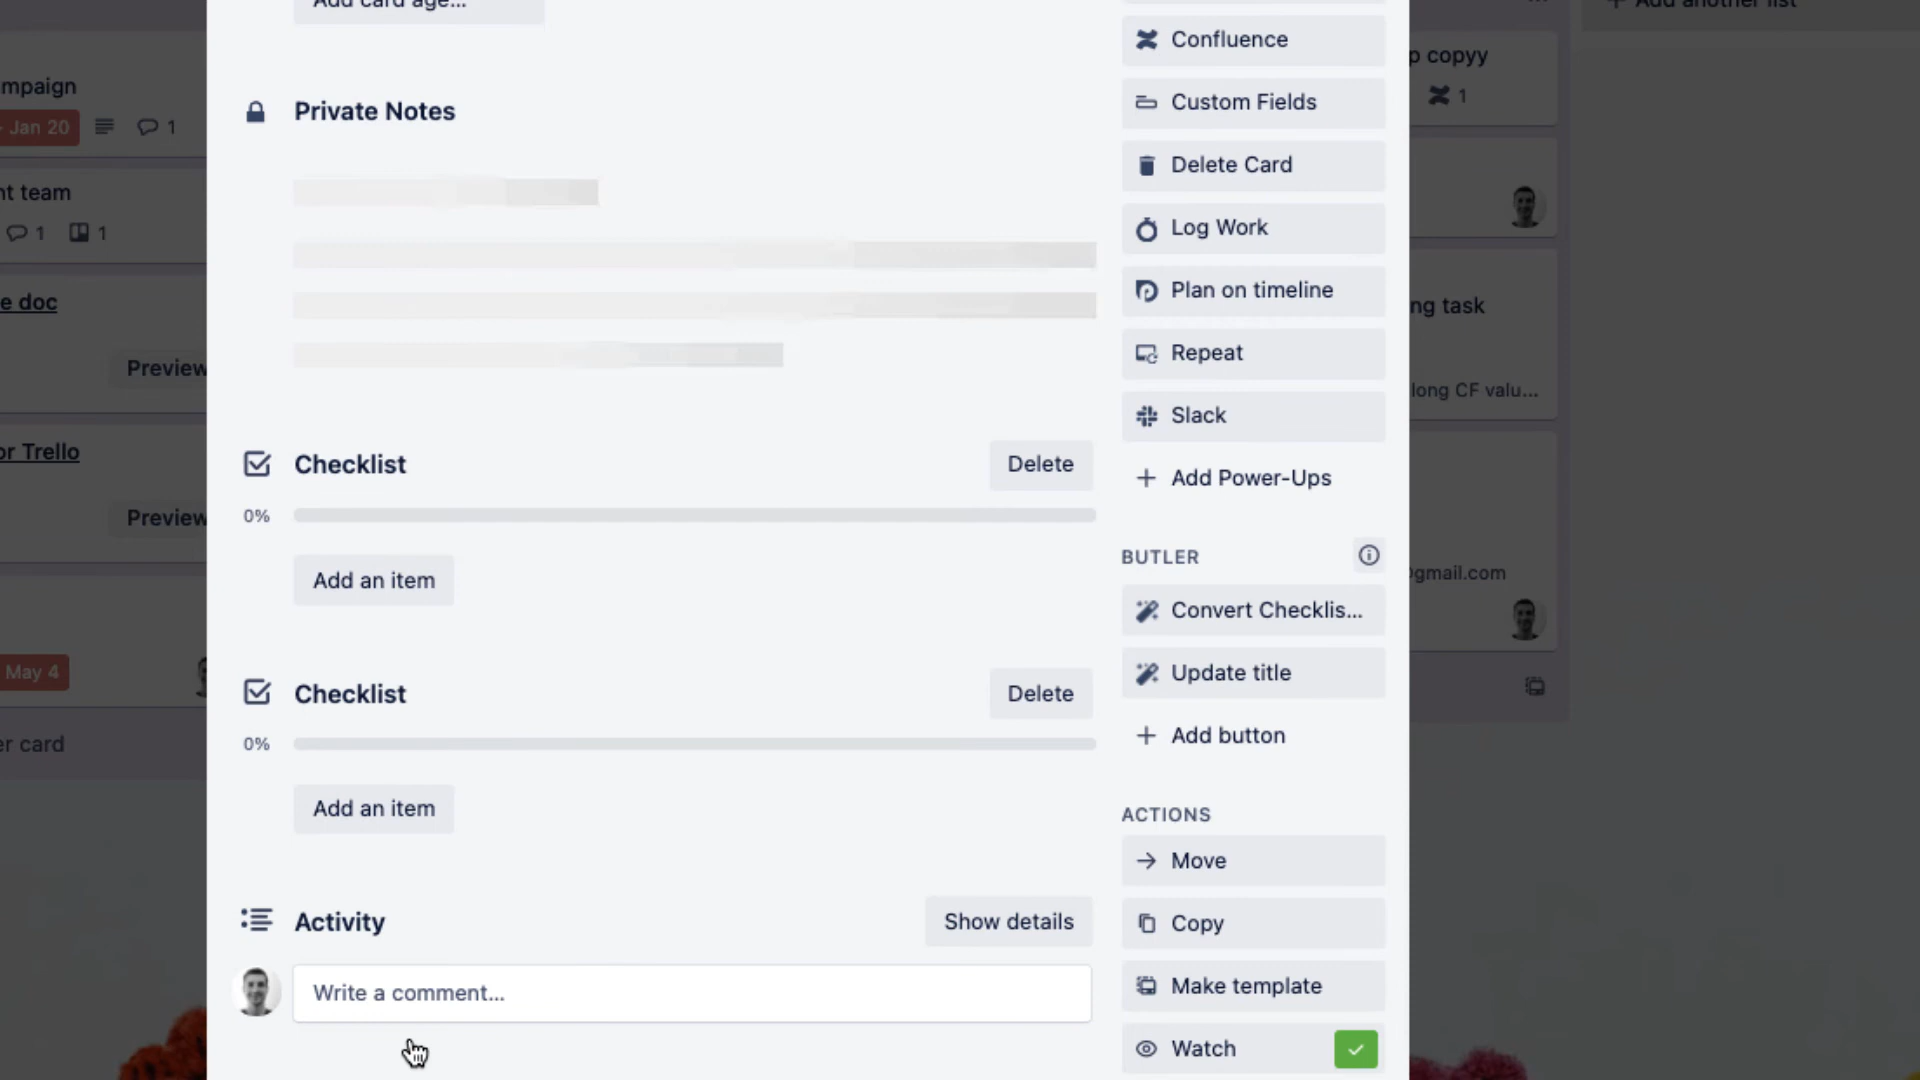 mpaign
Jan 20
1
nt team
1
1
e doc
Preview
or Trello
Preview
May 4
er card
Private Notes
Checklist
Delete
0%
Add an item
Checklist
Delete
0%
Add an item
Activity
Show details
Write a comment...
Confluence
Custom Fields
Delete Card
Log Work
Plan on timeline
Repeat
Slack
+ Add Power-Ups
BUTLER
Convert Checklis...
Update title
+ Add button
ACTIONS
→ Move
Copy
Make template
Watch
p copyy
1
ng task
long CF valu...
@gmail.com